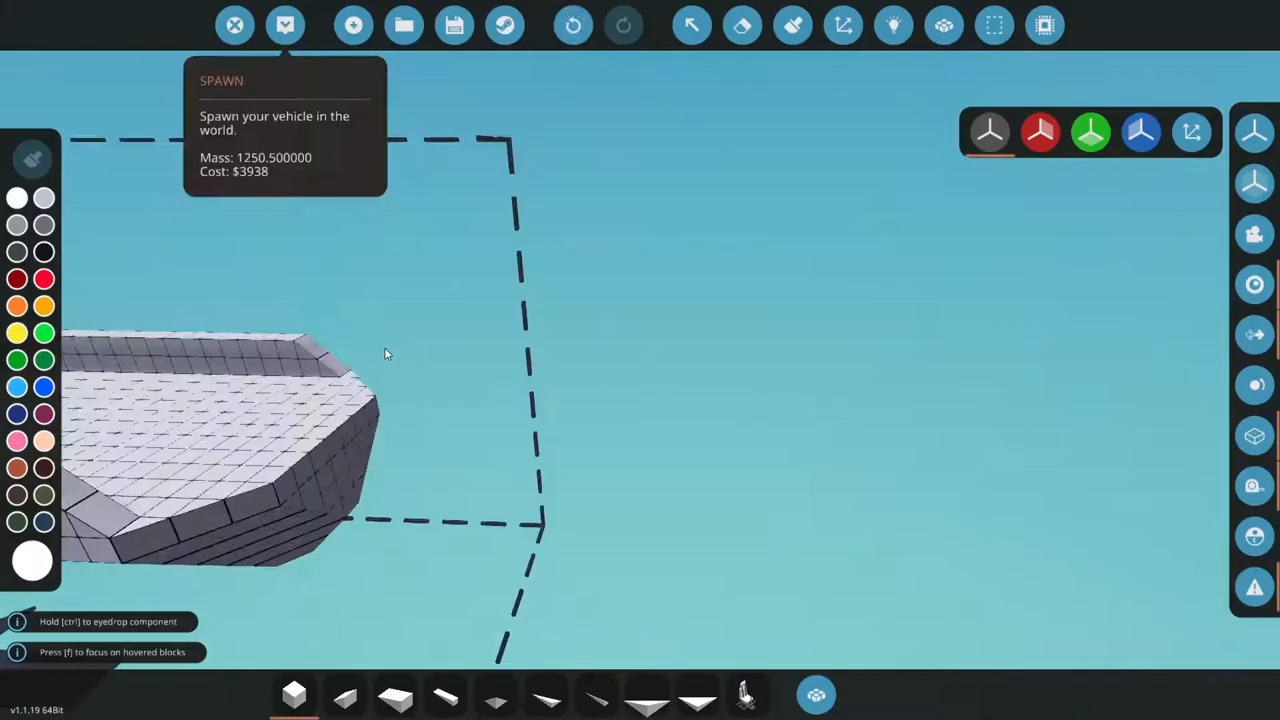 SPAWN
Spawn your vehicle in the
world.
Mass: 1250.500000
Cost: $3938
Hold [ctrl] to eyedrop component
Press [f] to focus on hovered blocks
v1.1.19 64Bit